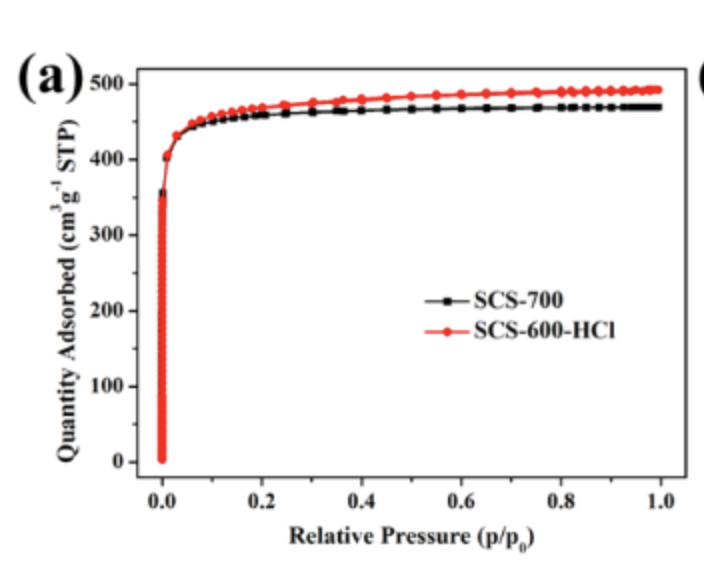 (a)
Quantity Adsorbed (cm³g⁻¹ STP)
500
400
300
200
100
0
SCS-700
SCS-600-HCl
0.0 0.2 0.4 0.6 0.8 1.0
Relative Pressure (p/p₀)